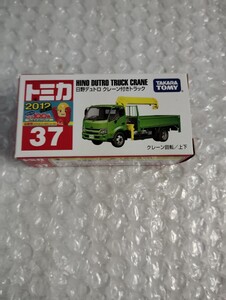 トミカ
2012
37
HINO DUTRO TRUCK CRANE
日野デュトロ クレーン付きトラック
TAKARA TOMY
クレーン回転/上下